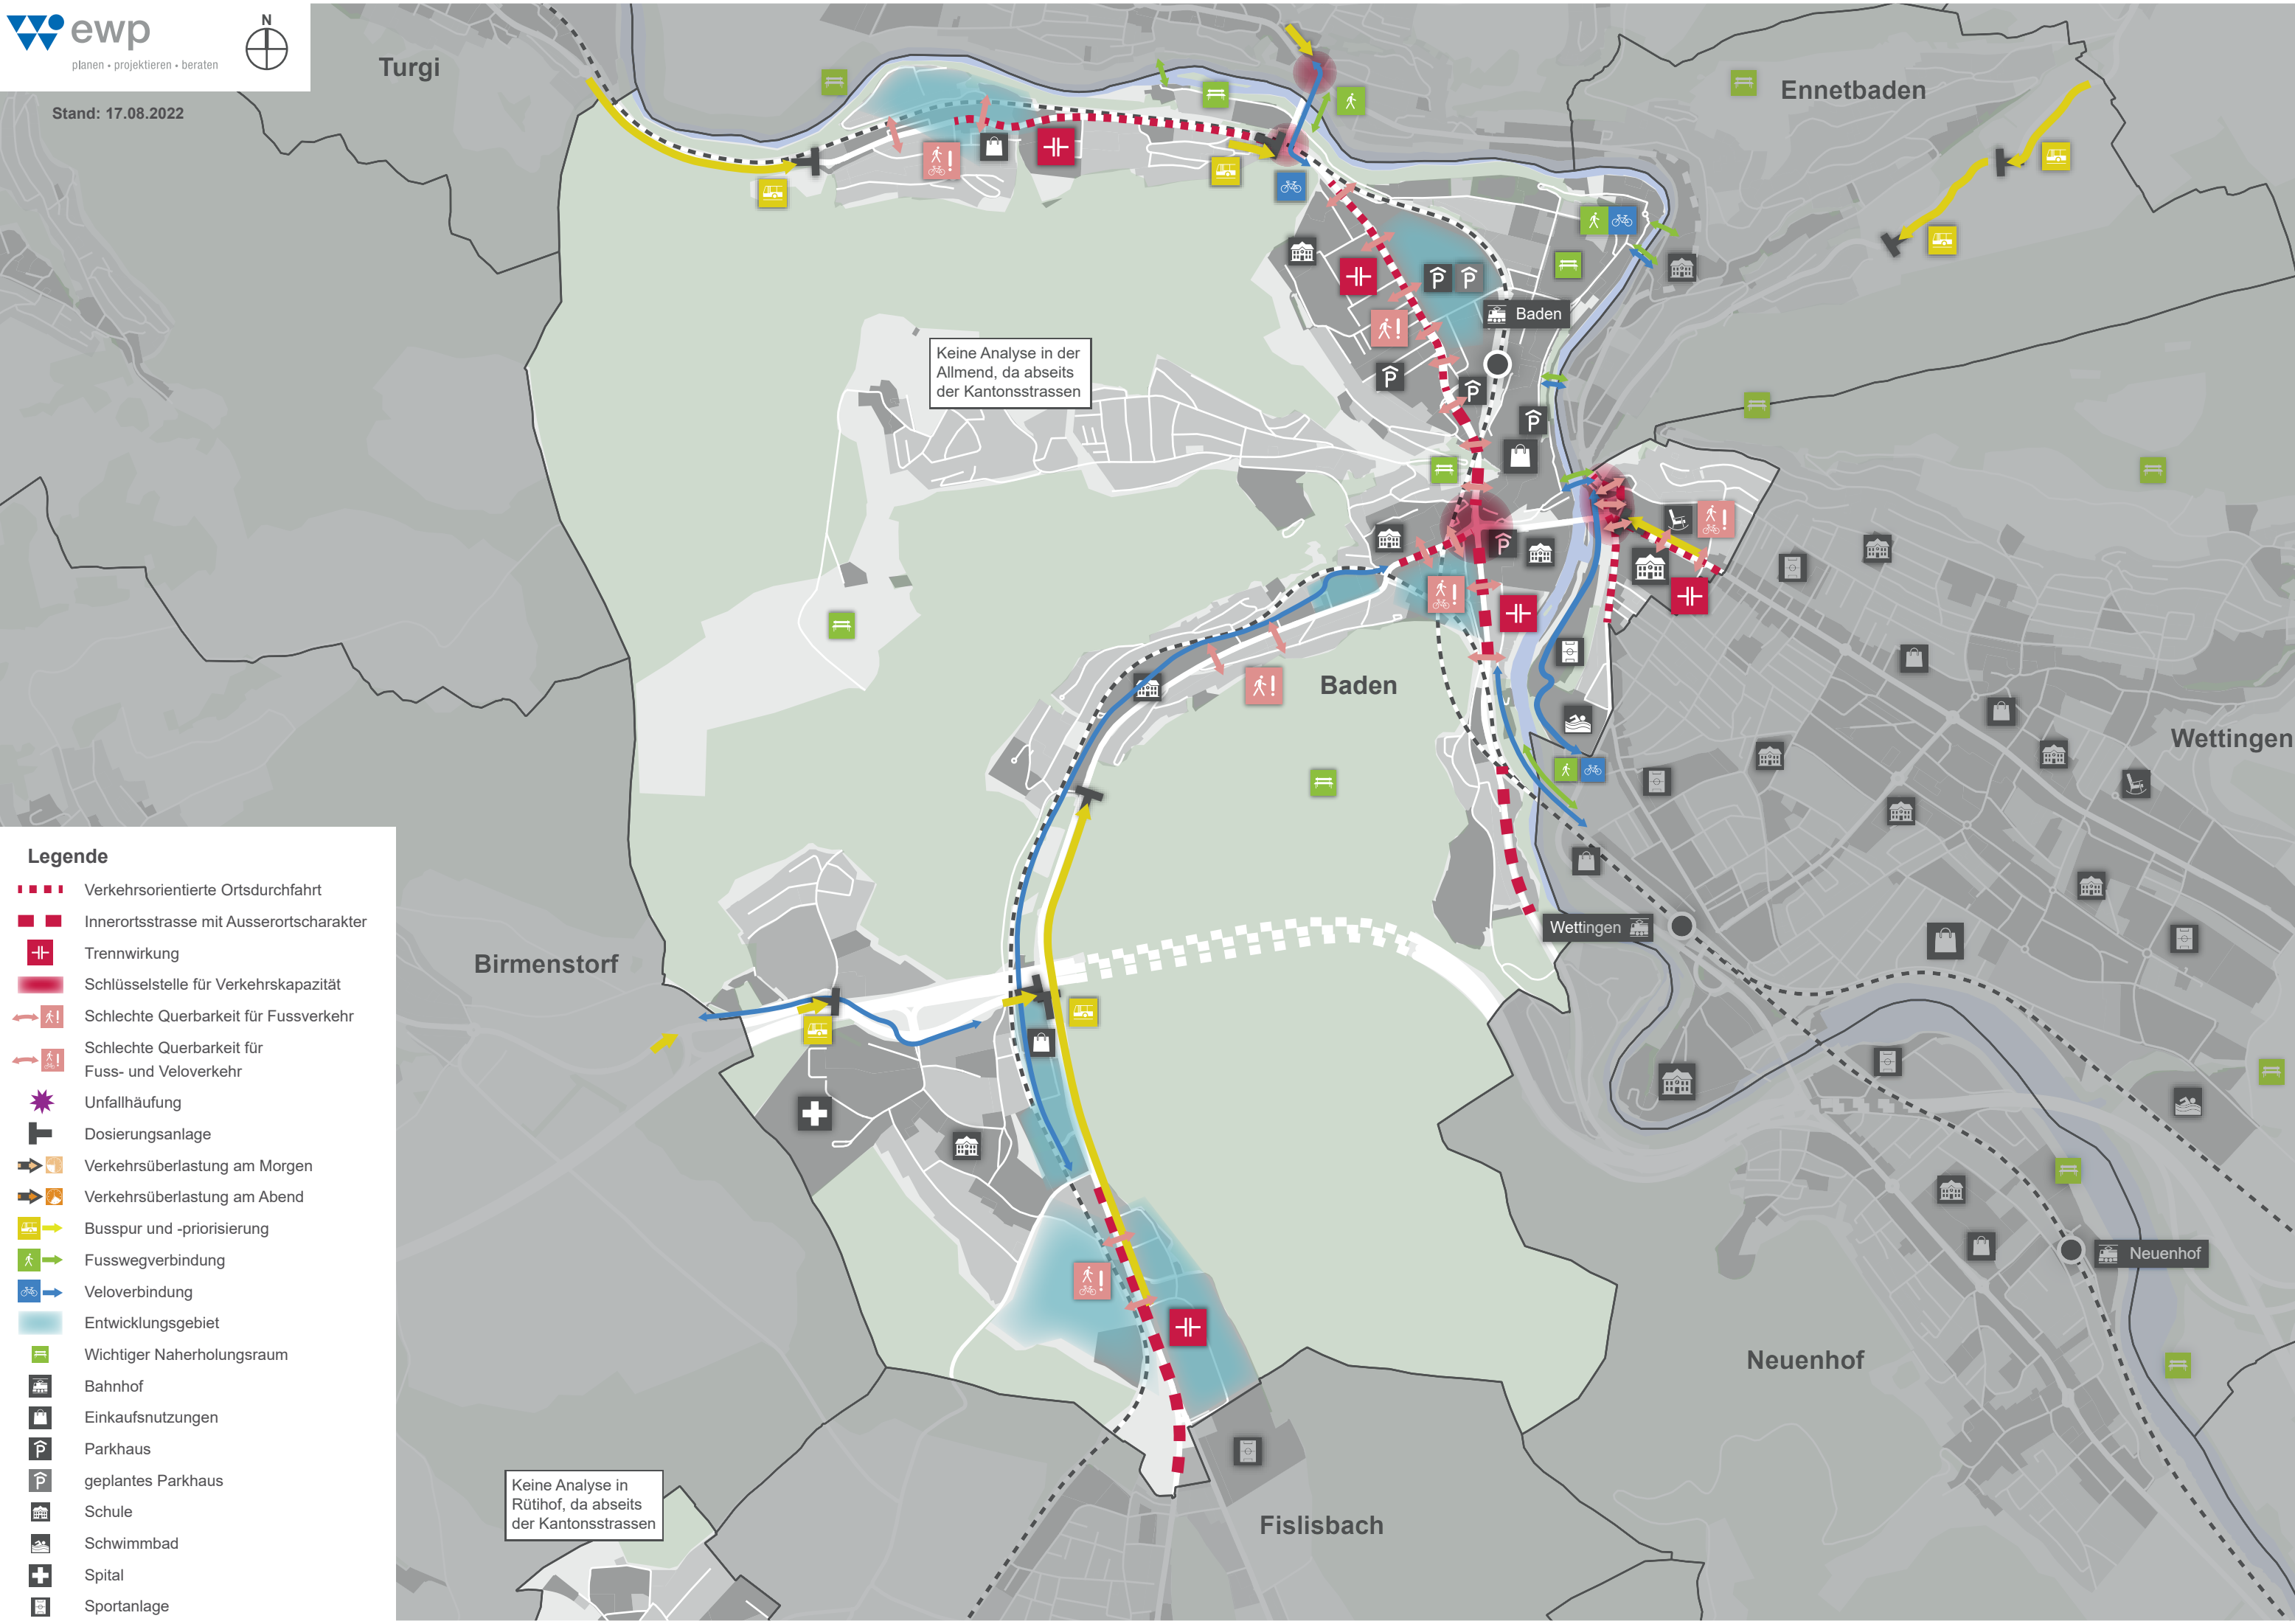 ewp
planen • projektieren • beraten
N
Stand: 17.08.2022
Turgi
Ennetbaden
Baden
Keine Analyse in der
Allmend, da abseits
der Kantonsstrassen
Baden
Wettingen
Birmenstorf
Wettingen
Neuenhof
Neuenhof
Fislisbach
Keine Analyse in
Rütihof, da abseits
der Kantonsstrassen
Legende
Verkehrsorientierte Ortsdurchfahrt
Innerortsstrasse mit Ausserortscharakter
Trennwirkung
Schlüsselstelle für Verkehrskapazität
Schlechte Querbarkeit für Fussverkehr
Schlechte Querbarkeit für
Fuss- und Veloverkehr
Unfallhäufung
Dosierungsanlage
Verkehrsüberlastung am Morgen
Verkehrsüberlastung am Abend
Busspur und -priorisierung
Fusswegverbindung
Veloverbindung
Entwicklungsgebiet
Wichtiger Naherholungsraum
Bahnhof
Einkaufsnutzungen
Parkhaus
geplantes Parkhaus
Schule
Schwimmbad
Spital
Sportanlage